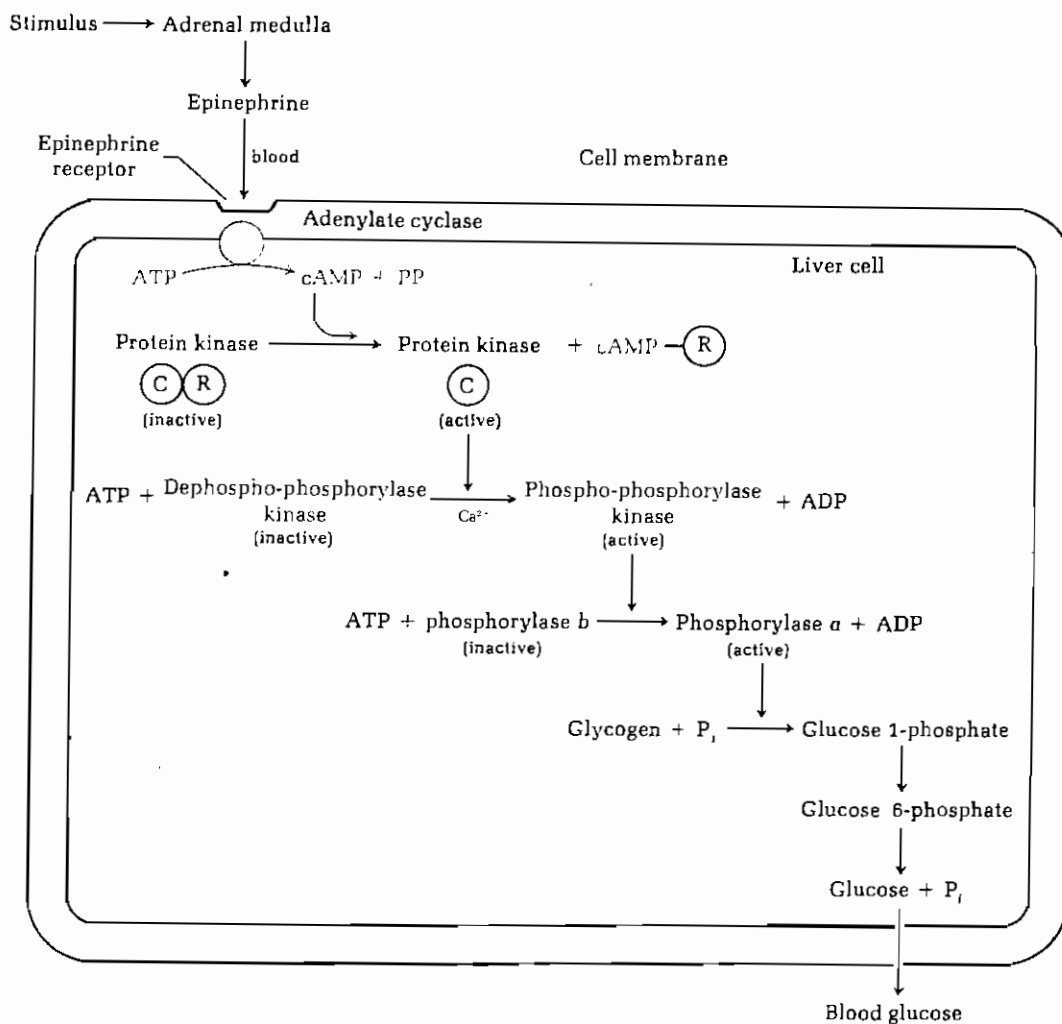 Stimulus → Adrenal medulla
Epinephrine
Epinephrine
receptor
blood
Cell membrane
Adenylate cyclase
Liver cell
ATP cAMP + PP
Protein kinase → Protein kinase + cAMP – R
C R
C
(inactive)
(active)
ATP + Dephospho-phosphorylase
kinase
(inactive)
Ca²⁺
Phospho-phosphorylase
kinase
(active)
+ ADP
ATP + phosphorylase b → Phosphorylase a + ADP
(inactive)
(active)
Glycogen + Pi → Glucose 1-phosphate
Glucose 6-phosphate
Glucose + Pi
Blood glucose